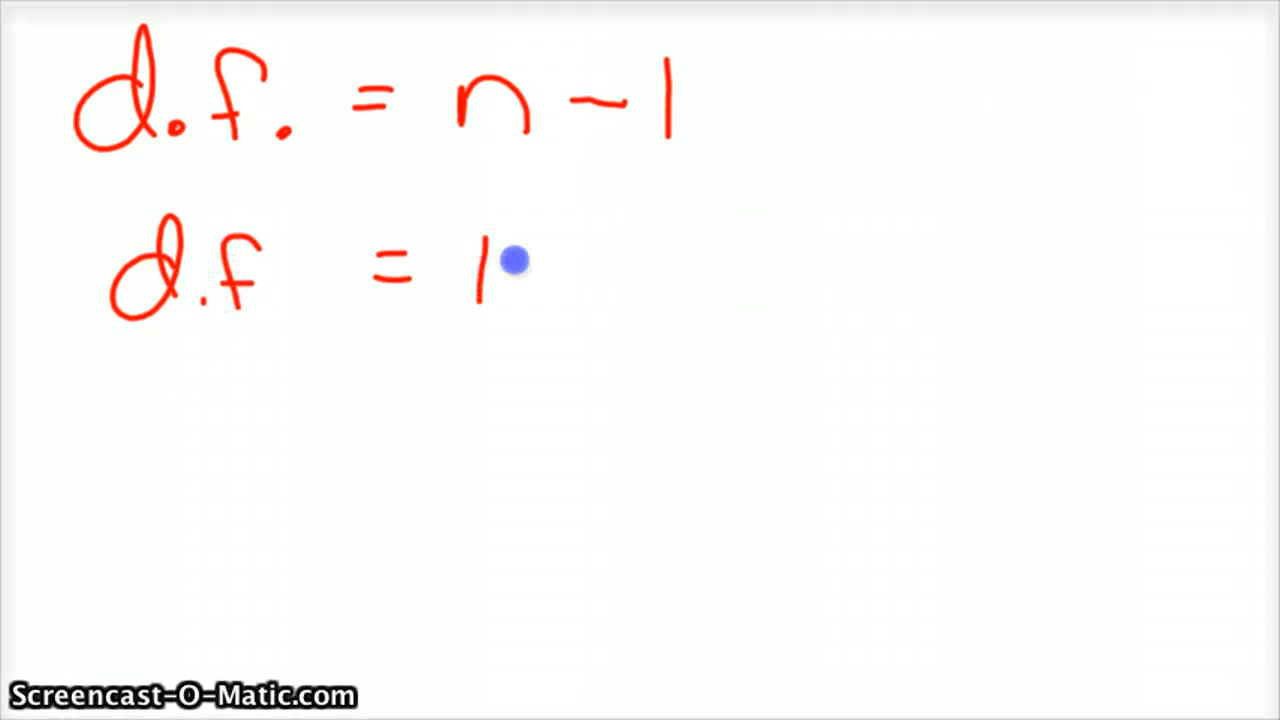 d.f. = n - 1
d.f = 1
Screencast-O-Matic.com